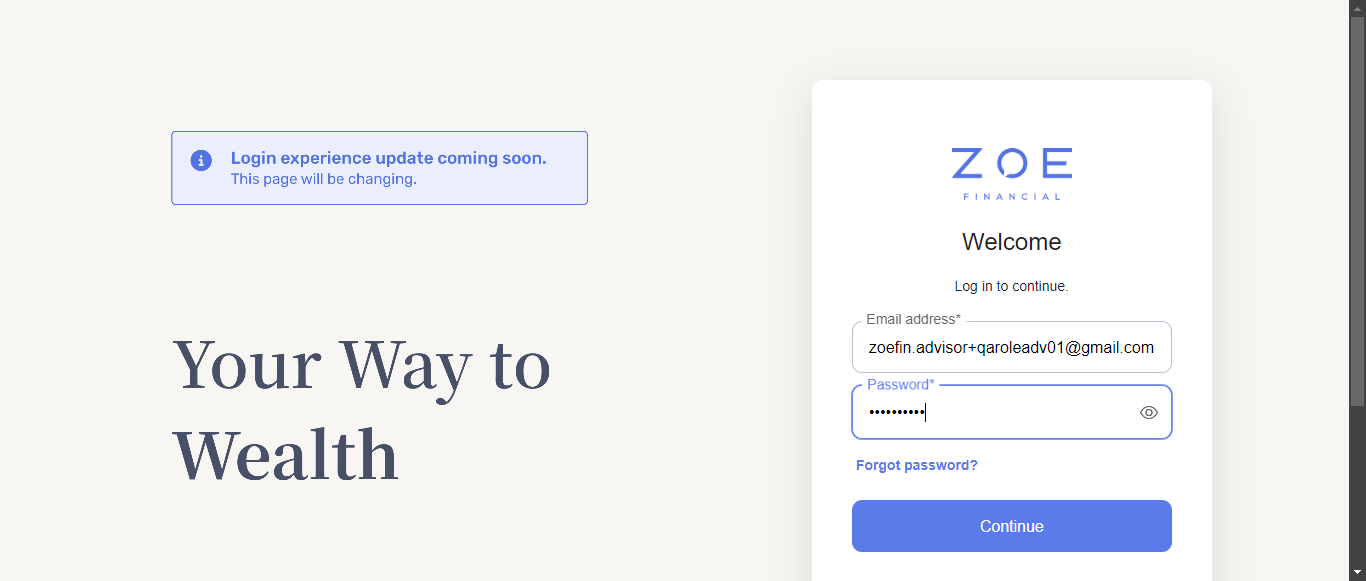 Login experience update coming soon.
This page will be changing.
Your Way to
Wealth
ZOE
FINANCIAL
Welcome
Log in to continue.
Email address*
zoefin.advisor+qaroleadv01@gmail.com
Password*
••••••••••
Forgot password?
Continue